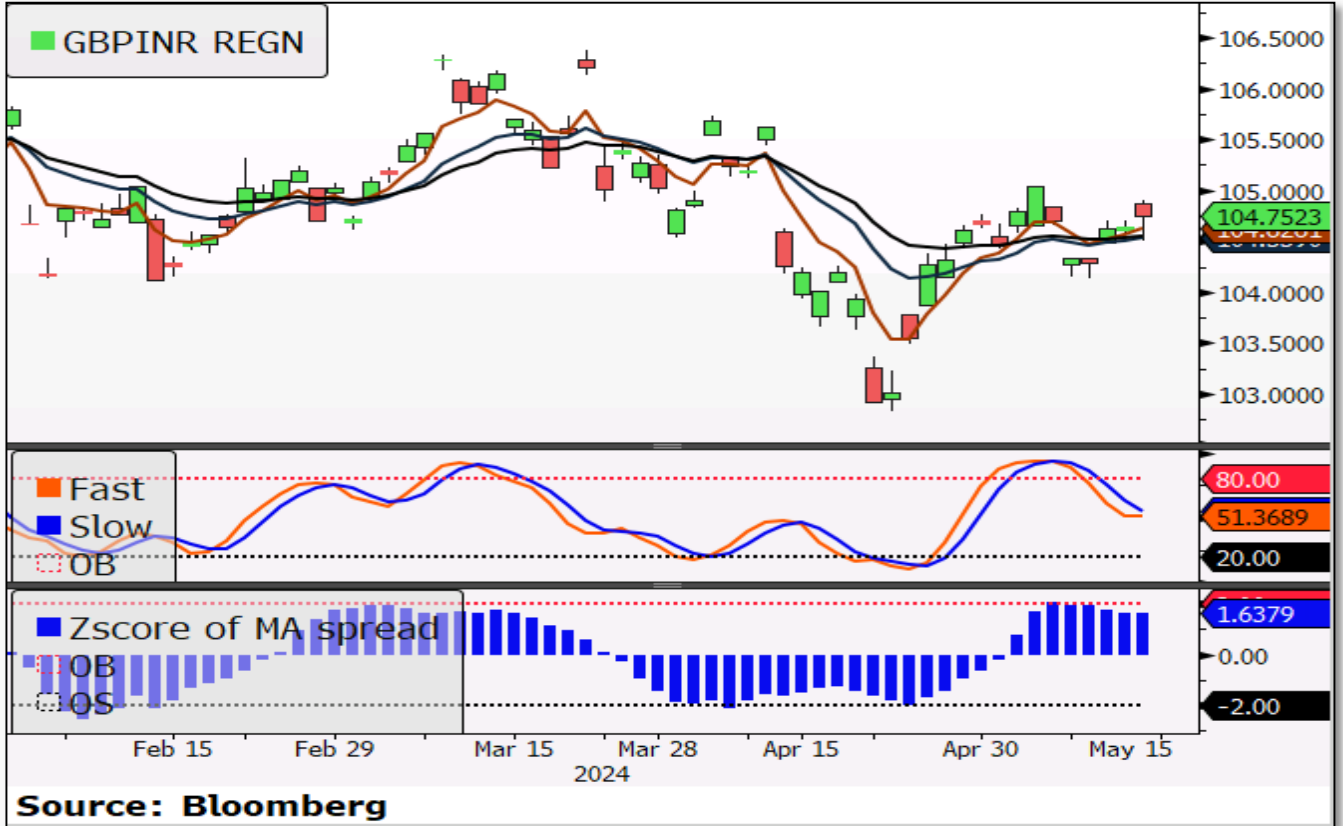 GBPINR REGN
106.5000
106.0000
105.5000
105.0000
104.7523
104.0000
103.5000
103.0000
Fast
Slow
OB
80.00
51.3689
20.00
Zscore of MA spread
OB
OS
1.6379
0.00
-2.00
Feb 15 Feb 29 Mar 15 Mar 28 Apr 15 Apr 30 May 15
2024
Source: Bloomberg